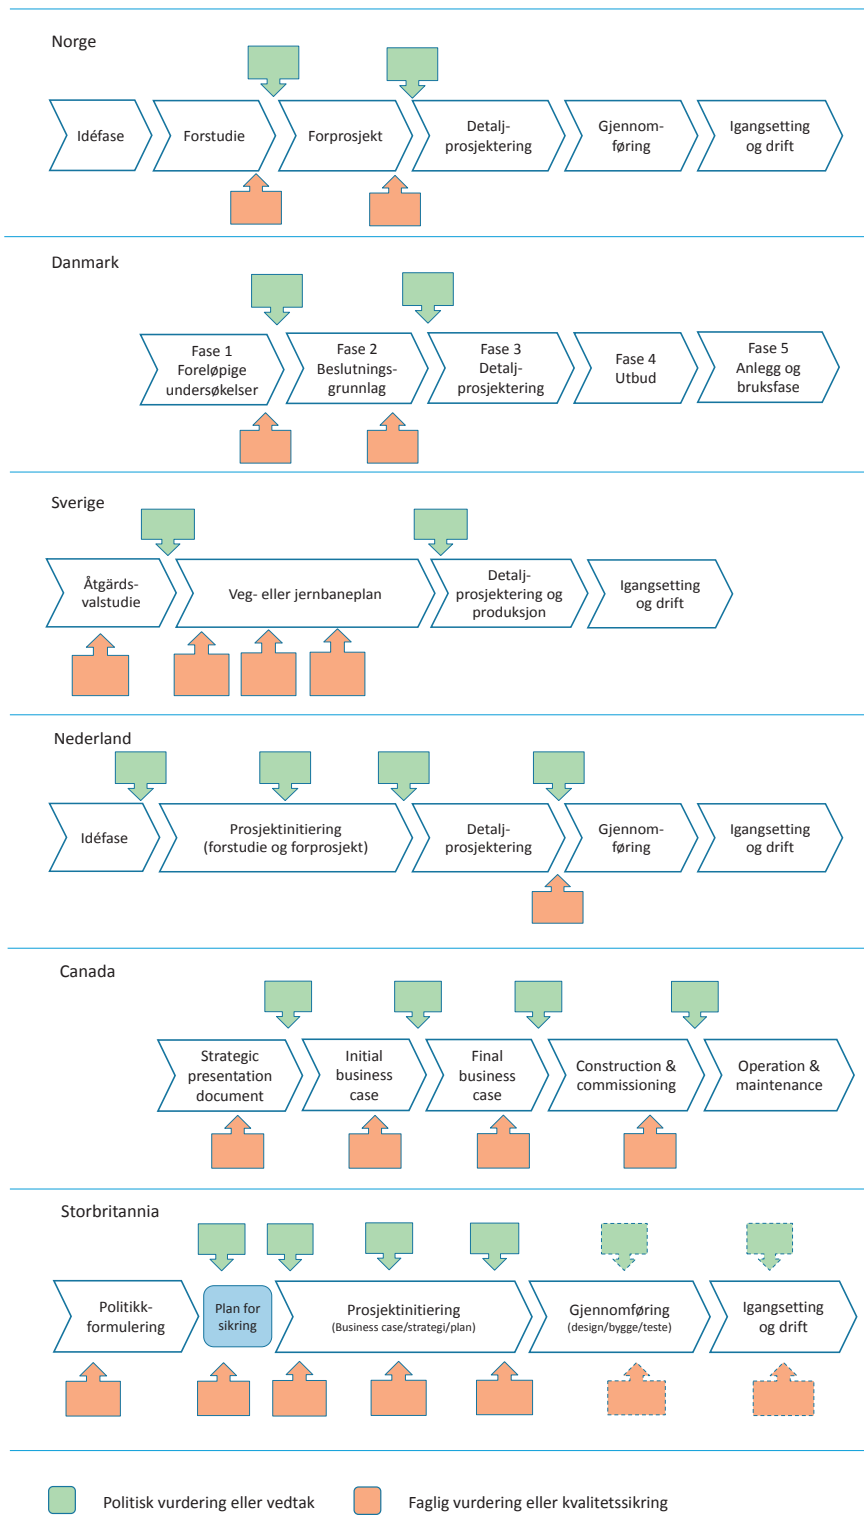 Norge
Idéfase
Forstudie
Forprosjekt
Detalj-
prosjektering
Gjennom-
føring
Igangsetting
og drift
Danmark
Fase 1
Foreløpige
undersøkelser
Fase 2
Beslutnings-
grunnlag
Fase 3
Detalj-
prosjektering
Fase 4
Utbud
Fase 5
Anlegg og
bruksfase
Sverige
Åtgärds-
valstudie
Veg- eller jernbaneplan
Detalj-
prosjektering og
produksjon
Igangsetting
og drift
Nederland
Idéfase
Prosjektinitiering
(forstudie og forprosjekt)
Detalj-
prosjektering
Gjennom-
føring
Igangsetting
og drift
Canada
Strategic
presentation
document
Initial
business
case
Final
business
case
Construction &
commissioning
Operation &
maintenance
Storbritannia
Politikk-
formulering
Plan for
sikring
Prosjektinitiering
(Business case/strategi/plan)
Gjennomføring
(design/bygge/teste)
Igangsetting
og drift
Politisk vurdering eller vedtak
Faglig vurdering eller kvalitetssikring